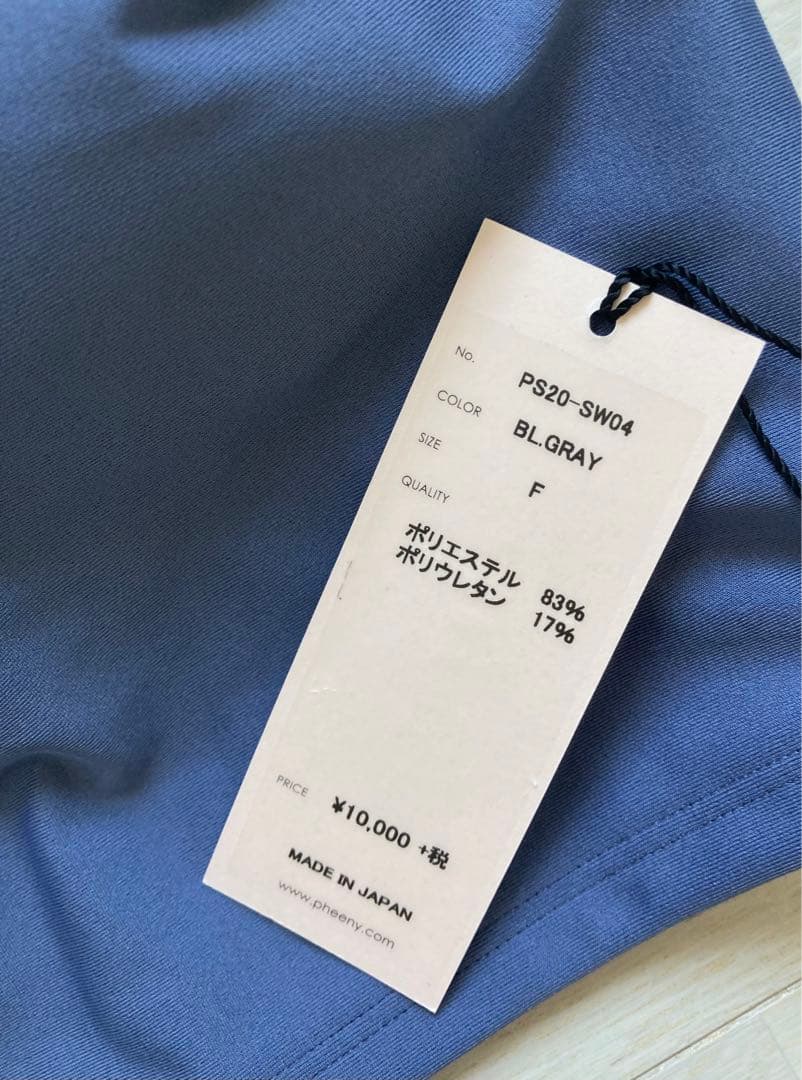 No. PS20-SW04
COLOR BL.GRAY
SIZE F
QUALITY
ポリエステル 83%
ポリウレタン 17%
PRICE ¥10,000 +税
MADE IN JAPAN
www.pheeny.com